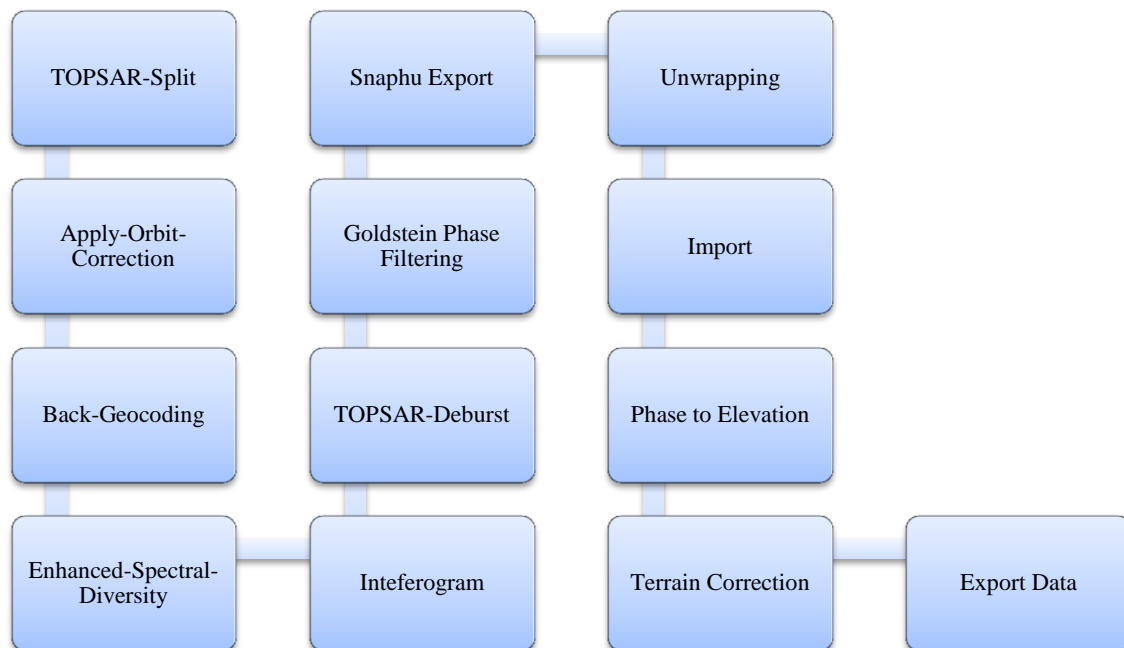 TOPSAR-Split
Apply-Orbit-
Correction
Back-Geocoding
Enhanced-Spectral-
Diversity
Inteferogram
TOPSAR-Deburst
Goldstein Phase
Filtering
Snaphu Export
Unwrapping
Import
Phase to Elevation
Terrain Correction
Export Data